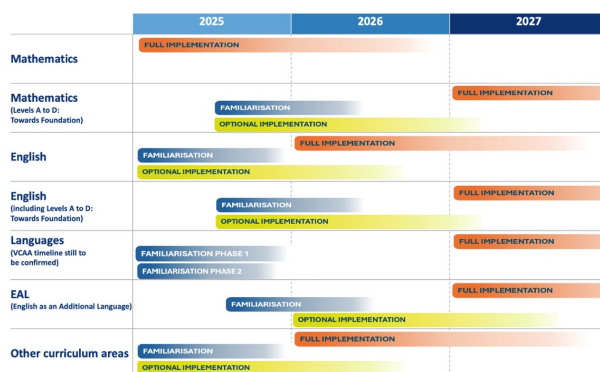 2025 2026 2027
Mathematics
FULL IMPLEMENTATION
Mathematics
(Levels A to D:
Towards Foundation)
FULL IMPLEMENTATION
FAMILIARISATION
OPTIONAL IMPLEMENTATION
English
FULL IMPLEMENTATION
FAMILIARISATION
OPTIONAL IMPLEMENTATION
English
(including Levels A to D:
Towards Foundation)
FULL IMPLEMENTATION
FAMILIARISATION
OPTIONAL IMPLEMENTATION
Languages
(VCAA timeline still to
be confirmed)
FULL IMPLEMENTATION
FAMILIARISATION PHASE 1
FAMILIARISATION PHASE 2
EAL
(English as an Additional Language)
FULL IMPLEMENTATION
FAMILIARISATION
OPTIONAL IMPLEMENTATION
Other curriculum areas
FULL IMPLEMENTATION
FAMILIARISATION
OPTIONAL IMPLEMENTATION